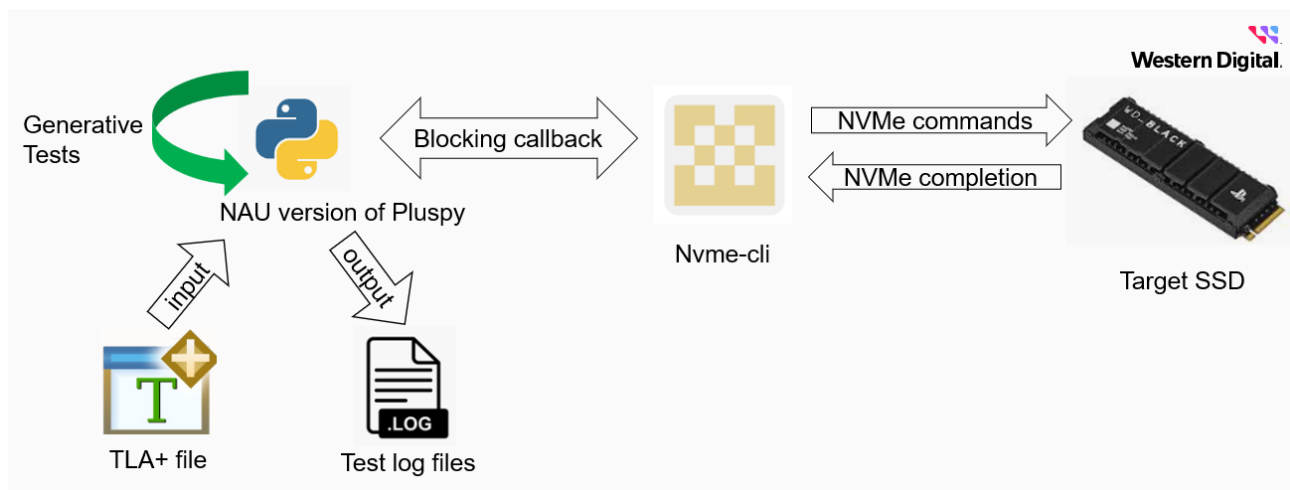 Western Digital.
Generative
Tests
Blocking callback
NVMe commands
NVMe completion
WD_BLACK
NAU version of Pluspy
Nvme-cli
Target SSD
input
output
T
.LOG
TLA+ file
Test log files